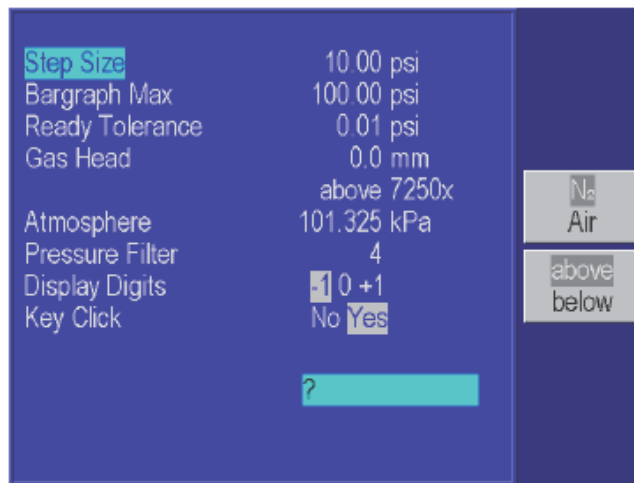 Step Size 10.00 psi
Bargraph Max 100.00 psi
Ready Tolerance 0.01 psi
Gas Head 0.0 mm
above 7250x
Atmosphere 101.325 kPa
Pressure Filter 4
Display Digits -1 0 +1
Key Click No Yes
?
N₂
Air
above
below